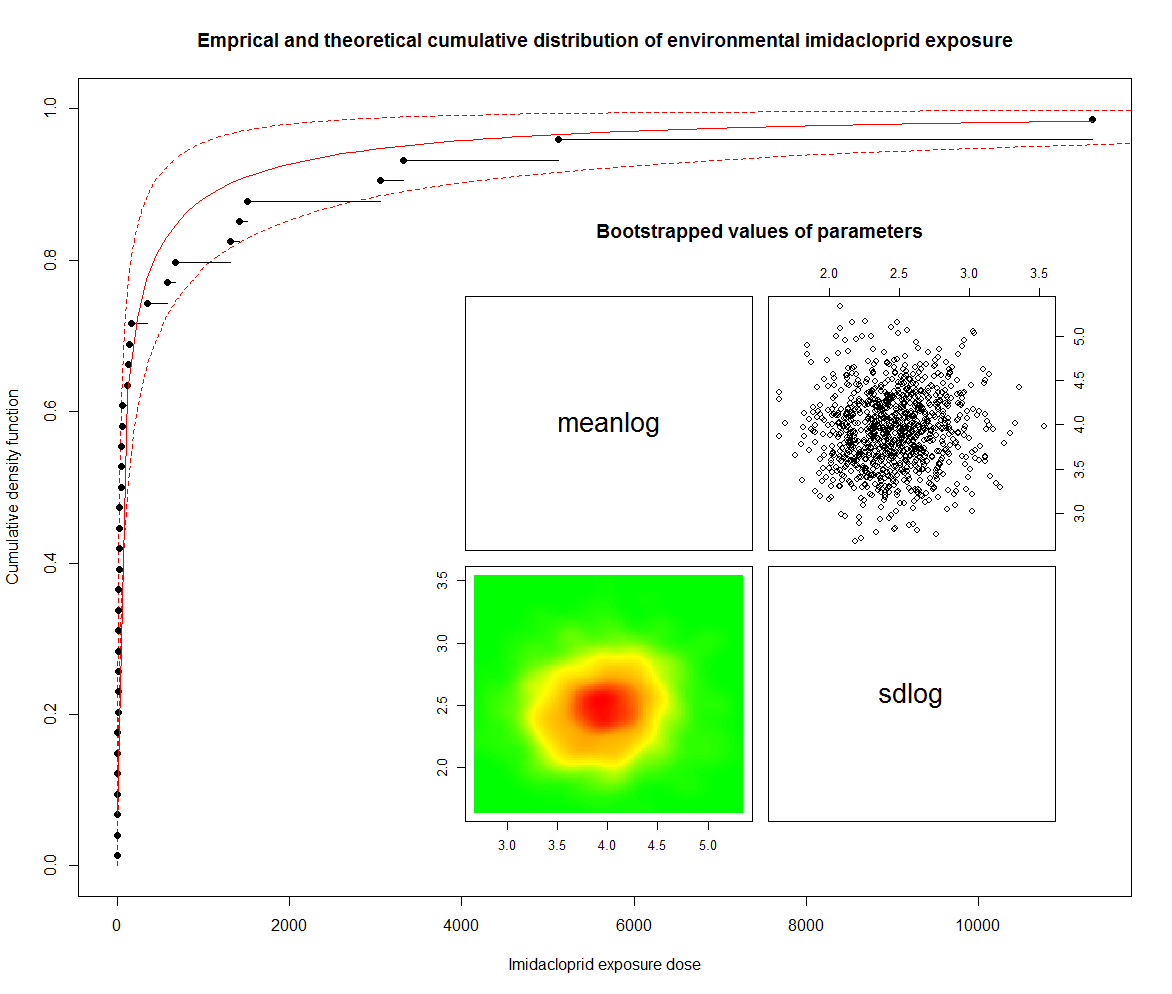 Emprical and theoretical cumulative distribution of environmental imidacloprid exposure
1.0
0.8
0.6
0.4
0.2
0.0
Cumulative density function
0 2000 4000 6000 8000 10000
Imidacloprid exposure dose
Bootstrapped values of parameters
2.0 2.5 3.0 3.5
meanlog
5.0
4.5
4.0
3.5
3.0
3.5
3.0
2.5
2.0
sdlog
3.0 3.5 4.0 4.5 5.0